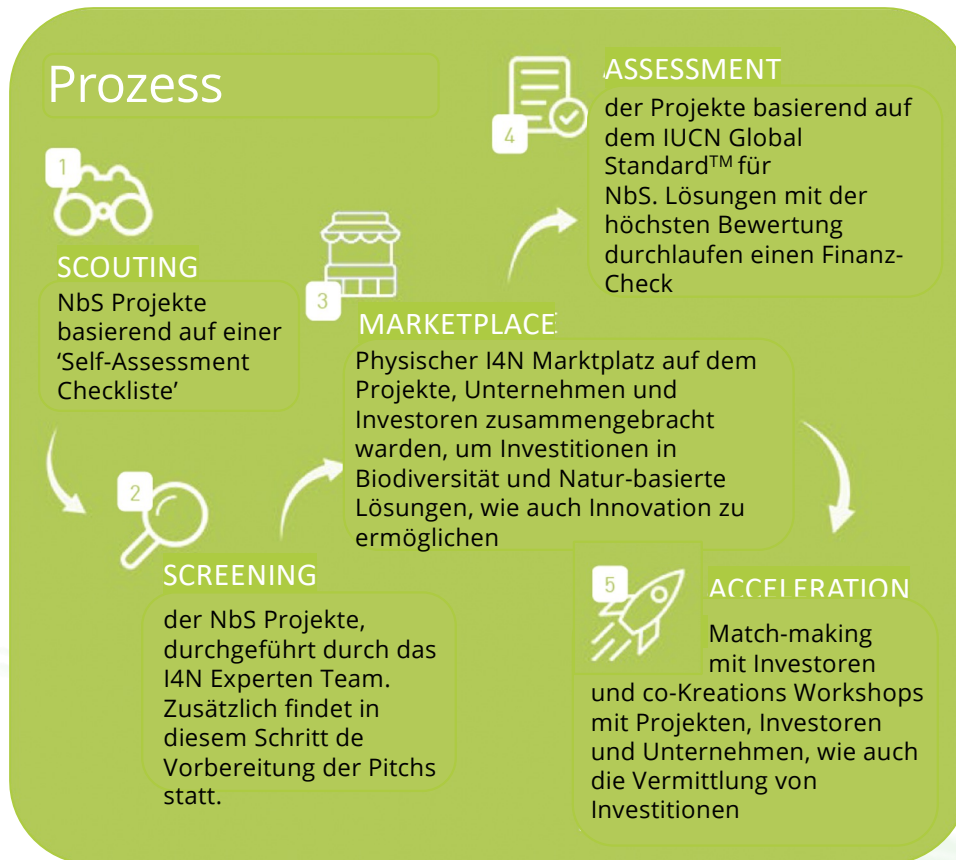 Prozess
1
SCOUTING
NbS Projekte
basierend auf einer
‘Self-Assessment
Checkliste’
2
SCREENING
der NbS Projekte,
durchgeführt durch das
I4N Experten Team.
Zusätzlich findet in
diesem Schritt de
Vorbereitung der Pitchs
statt.
3
MARKETPLACE
Physischer I4N Marktplatz auf dem
Projekte, Unternehmen und
Investoren zusammengebracht
warden, um Investitionen in
Biodiversität und Natur-basierte
Lösungen, wie auch Innovation zu
ermöglichen
4
ASSESSMENT
der Projekte basierend auf
dem IUCN Global
Standard™ für
NbS. Lösungen mit der
höchsten Bewertung
durchlaufen einen Finanz-
Check
5
ACCELERATION
Match-making
mit Investoren
und co-Kreations Workshops
mit Projekten, Investoren
und Unternehmen, wie auch
die Vermittlung von
Investitionen